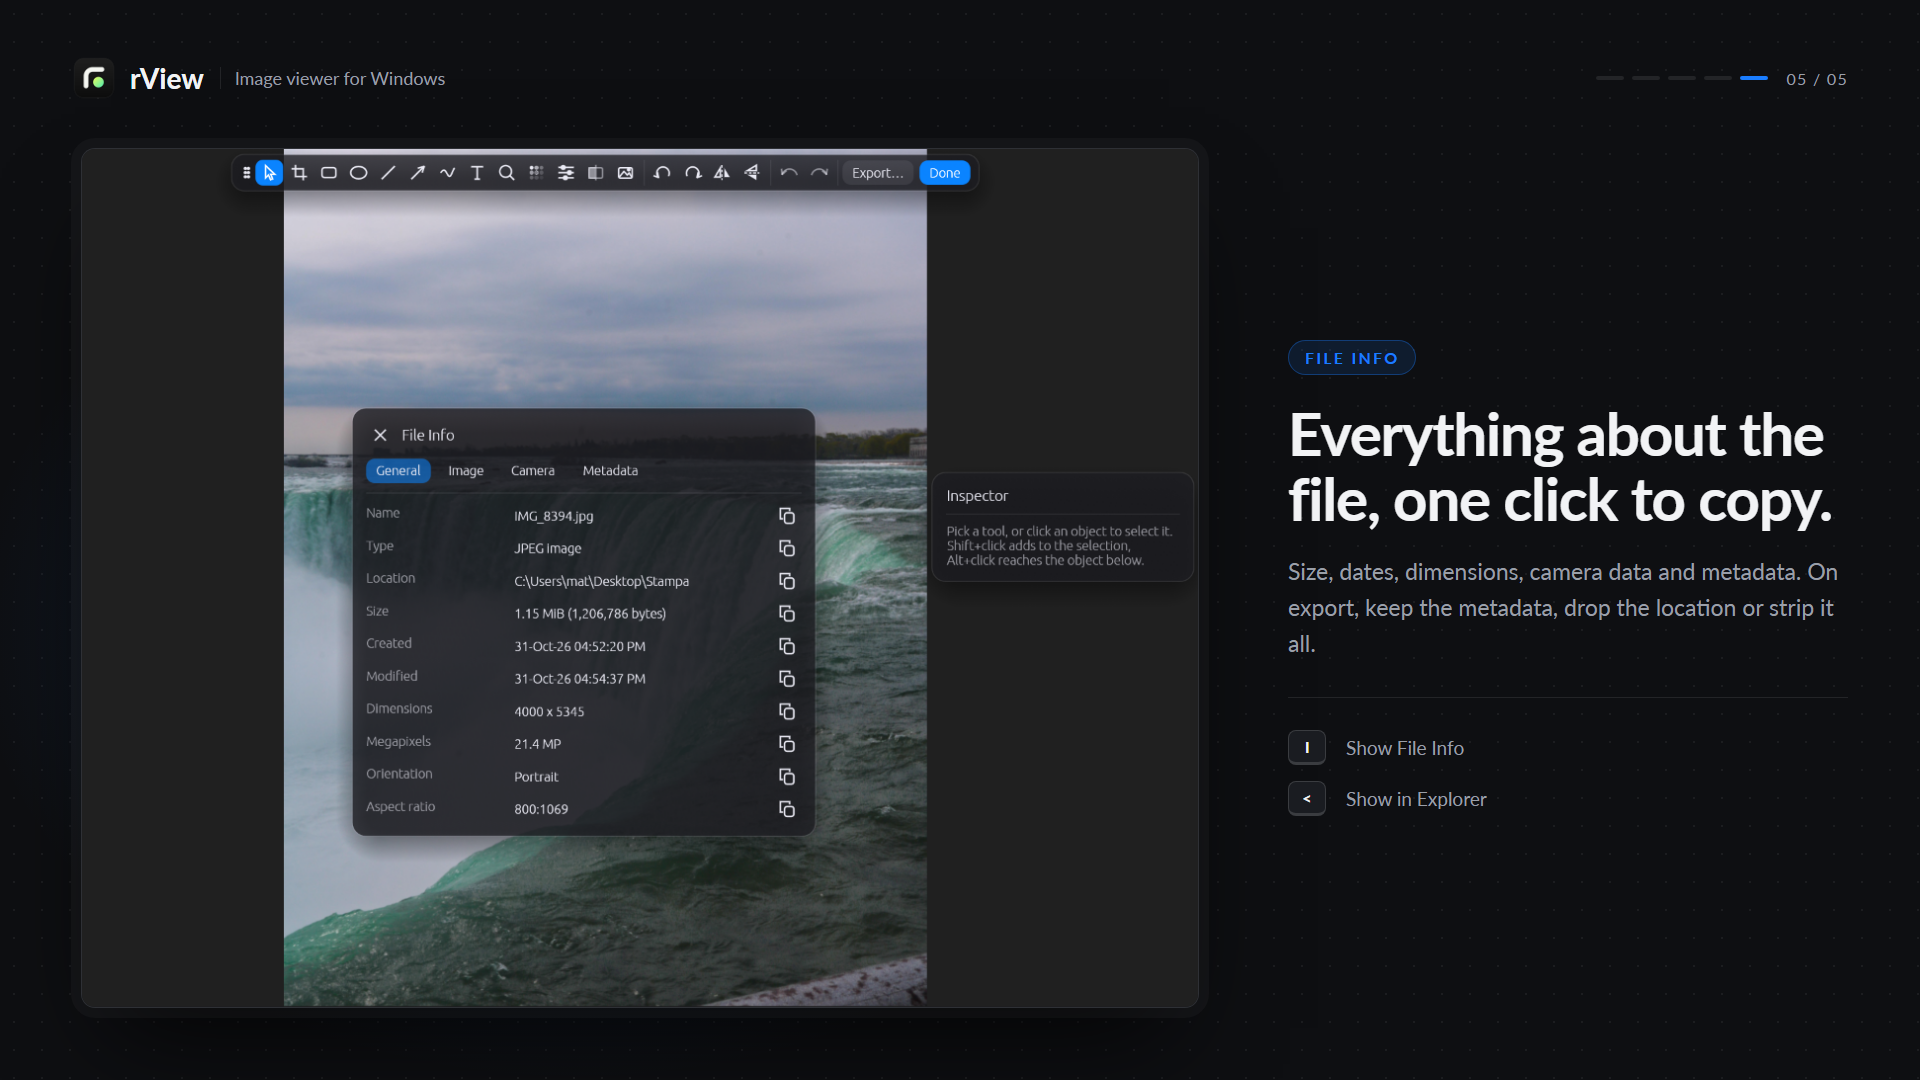 rView
Image viewer for Windows
05 / 05
Export...
Done
File Info
General Image Camera Metadata
Name IMG_8394.jpg
Type JPEG image
Location C:\Users\mat\Desktop\Stampa
Size 1.15 MiB (1,206,786 bytes)
Created 31-Oct-26 04:52:20 PM
Modified 31-Oct-26 04:54:37 PM
Dimensions 4000 x 5345
Megapixels 21.4 MP
Orientation Portrait
Aspect ratio 800:1069
Inspector
Pick a tool, or click an object to select it.
Shift+click adds to the selection,
Alt+click reaches the object below.
FILE INFO
Everything about the
file, one click to copy.
Size, dates, dimensions, camera data and metadata. On
export, keep the metadata, drop the location or strip it
all.
I Show File Info
< Show in Explorer